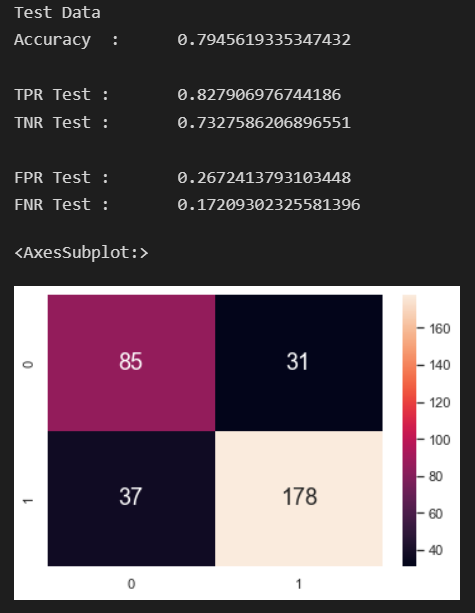 Test Data
Accuracy  :      0.7945619335347432
TPR Test :       0.827906976744186
TNR Test :       0.7327586206896551
FPR Test :       0.2672413793103448
FNR Test :       0.17209302325581396
<AxesSubplot:>
0 85 31
1 37 178
0 1
160
140
120
100
80
60
40